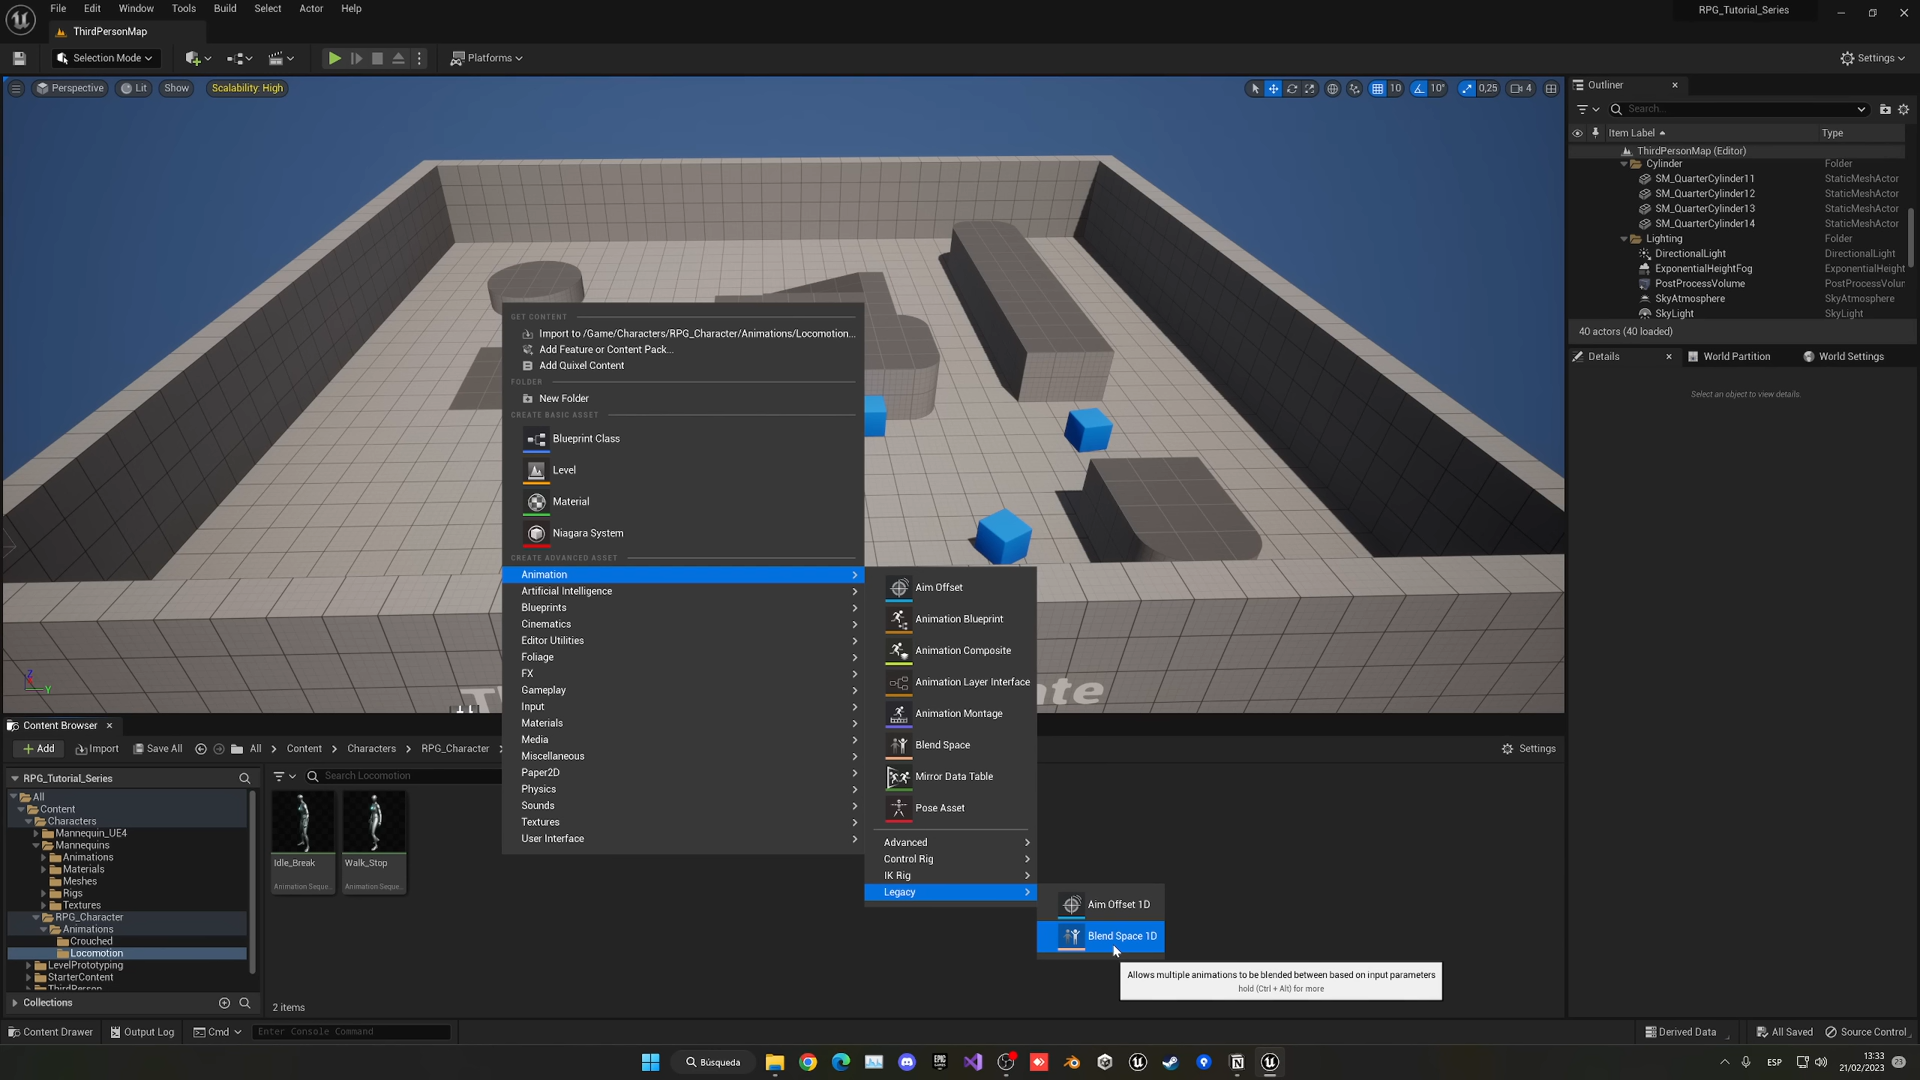 File Edit Window Tools Build Select Actor Help
RPG_Tutorial_Series
ThirdPersonMap
Selection Mode
Platforms
Settings
Perspective
Lit
Show
Scalability: High
10
10°
0,25
4
Outliner
Search...
Item Label
Type
ThirdPersonMap (Editor)
Cylinder Folder
SM_QuarterCylinder11 StaticMeshActor
SM_QuarterCylinder12 StaticMeshActor
SM_QuarterCylinder13 StaticMeshActor
SM_QuarterCylinder14 StaticMeshActor
Lighting Folder
DirectionalLight DirectionalLight
ExponentialHeightFog ExponentialHeight
PostProcessVolume PostProcessVolur
SkyAtmosphere SkyAtmosphere
SkyLight SkyLight
40 actors (40 loaded)
Details
World Partition
World Settings
Select an object to view details.
GET CONTENT
Import to /Game/Characters/RPG_Character/Animations/Locomotion...
Add Feature or Content Pack...
Add Quixel Content
FOLDER
New Folder
CREATE BASIC ASSET
Blueprint Class
Level
Material
Niagara System
CREATE ADVANCED ASSET
Animation
Artificial Intelligence
Blueprints
Cinematics
Editor Utilities
Foliage
FX
Gameplay
Input
Materials
Media
Miscellaneous
Paper2D
Physics
Sounds
Textures
User Interface
Aim Offset
Animation Blueprint
Animation Composite
Animation Layer Interface
Animation Montage
Blend Space
Mirror Data Table
Pose Asset
Advanced
Control Rig
IK Rig
Legacy
Aim Offset 1D
Blend Space 1D
Allows multiple animations to be blended between based on input parameters
hold (Ctrl + Alt) for more
Content Browser
Add
Import
Save All
All
Content
Characters
RPG_Character
Settings
RPG_Tutorial_Series
Search Locomotion
All
Content
Characters
Mannequin_UE4
Mannequins
Animations
Materials
Meshes
Rigs
Textures
RPG_Character
Animations
Crouched
Locomotion
LevelPrototyping
StarterContent
ThirdPerson
Idle_Break
Animation Seque..
Walk_Stop
Animation Seque..
Collections
2 items
Content Drawer
Output Log
Cmd
Enter Console Command
Derived Data
All Saved
Source Control
Búsqueda
ESP
13:33
21/02/2023
23